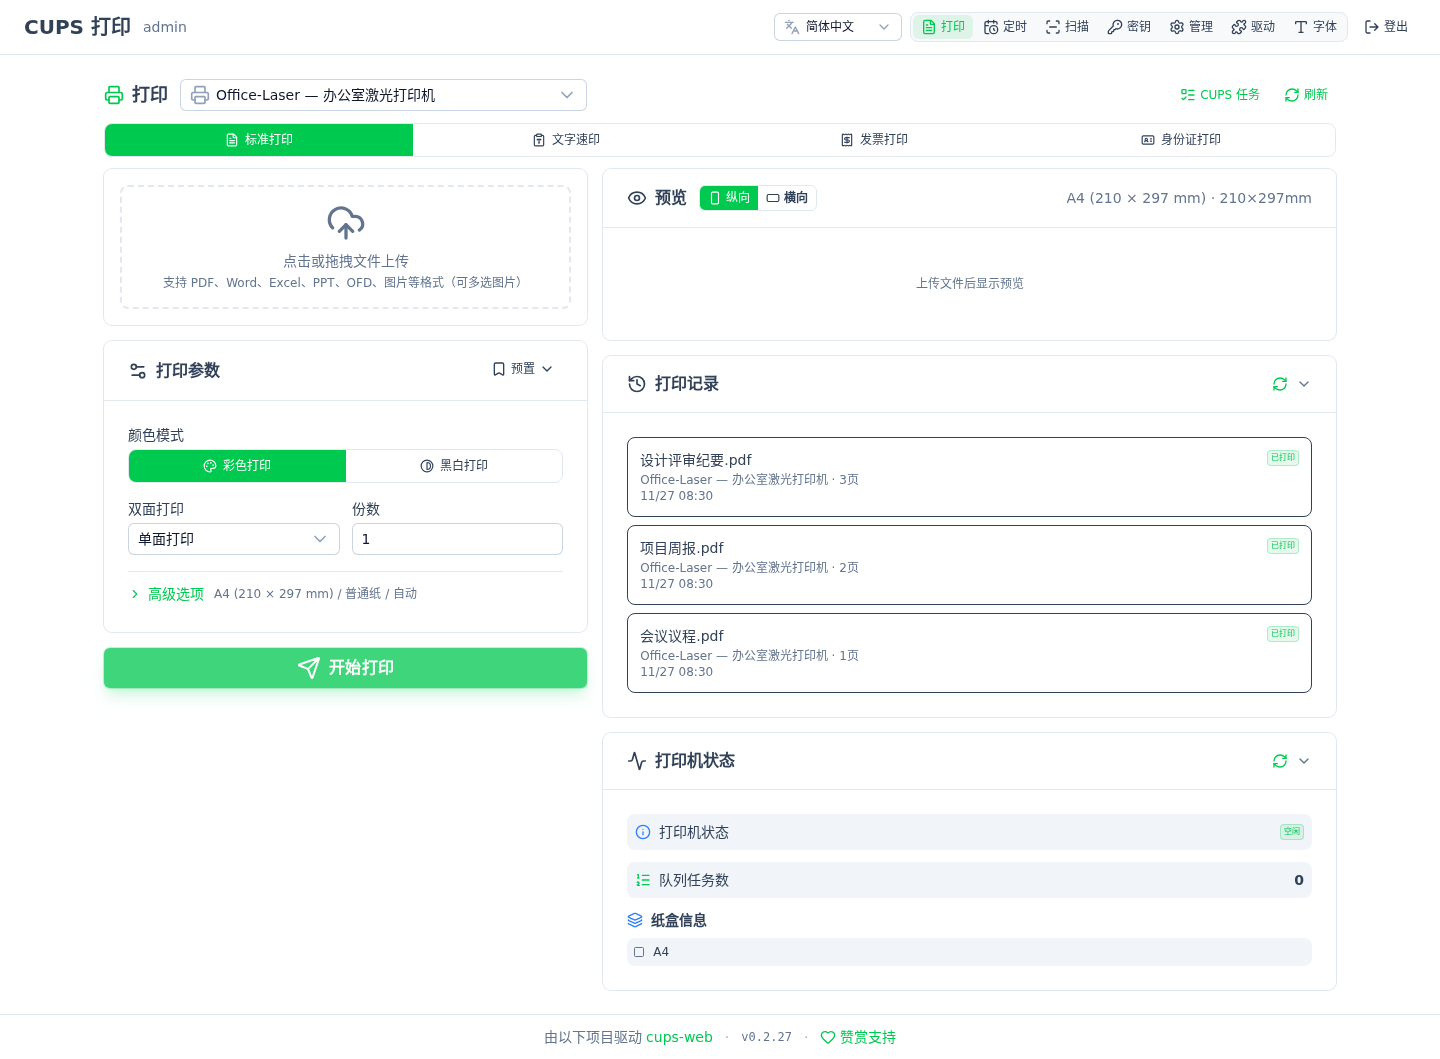 CUPS 打印 admin 简体中文 打印 定时 扫描 密钥 管理 驱动 字体 登出
打印 Office-Laser — 办公室激光打印机 CUPS 任务 刷新
标准打印 文字速印 发票打印 身份证打印
点击或拖拽文件上传
支持 PDF、Word、Excel、PPT、OFD、图片等格式（可多选图片）
打印参数 预置
颜色模式
彩色打印 黑白打印
双面打印 份数
单面打印 1
高级选项 A4 (210 × 297 mm) / 普通纸 / 自动
开始打印
预览 纵向 横向 A4 (210 × 297 mm) · 210×297mm
上传文件后显示预览
打印记录
设计评审纪要.pdf 已打印
Office-Laser — 办公室激光打印机 · 3页
11/27 08:30
项目周报.pdf 已打印
Office-Laser — 办公室激光打印机 · 2页
11/27 08:30
会议议程.pdf 已打印
Office-Laser — 办公室激光打印机 · 1页
11/27 08:30
打印机状态
打印机状态 空闲
队列任务数 0
纸盒信息
A4
由以下项目驱动 cups-web · v0.2.27 · 赞赏支持